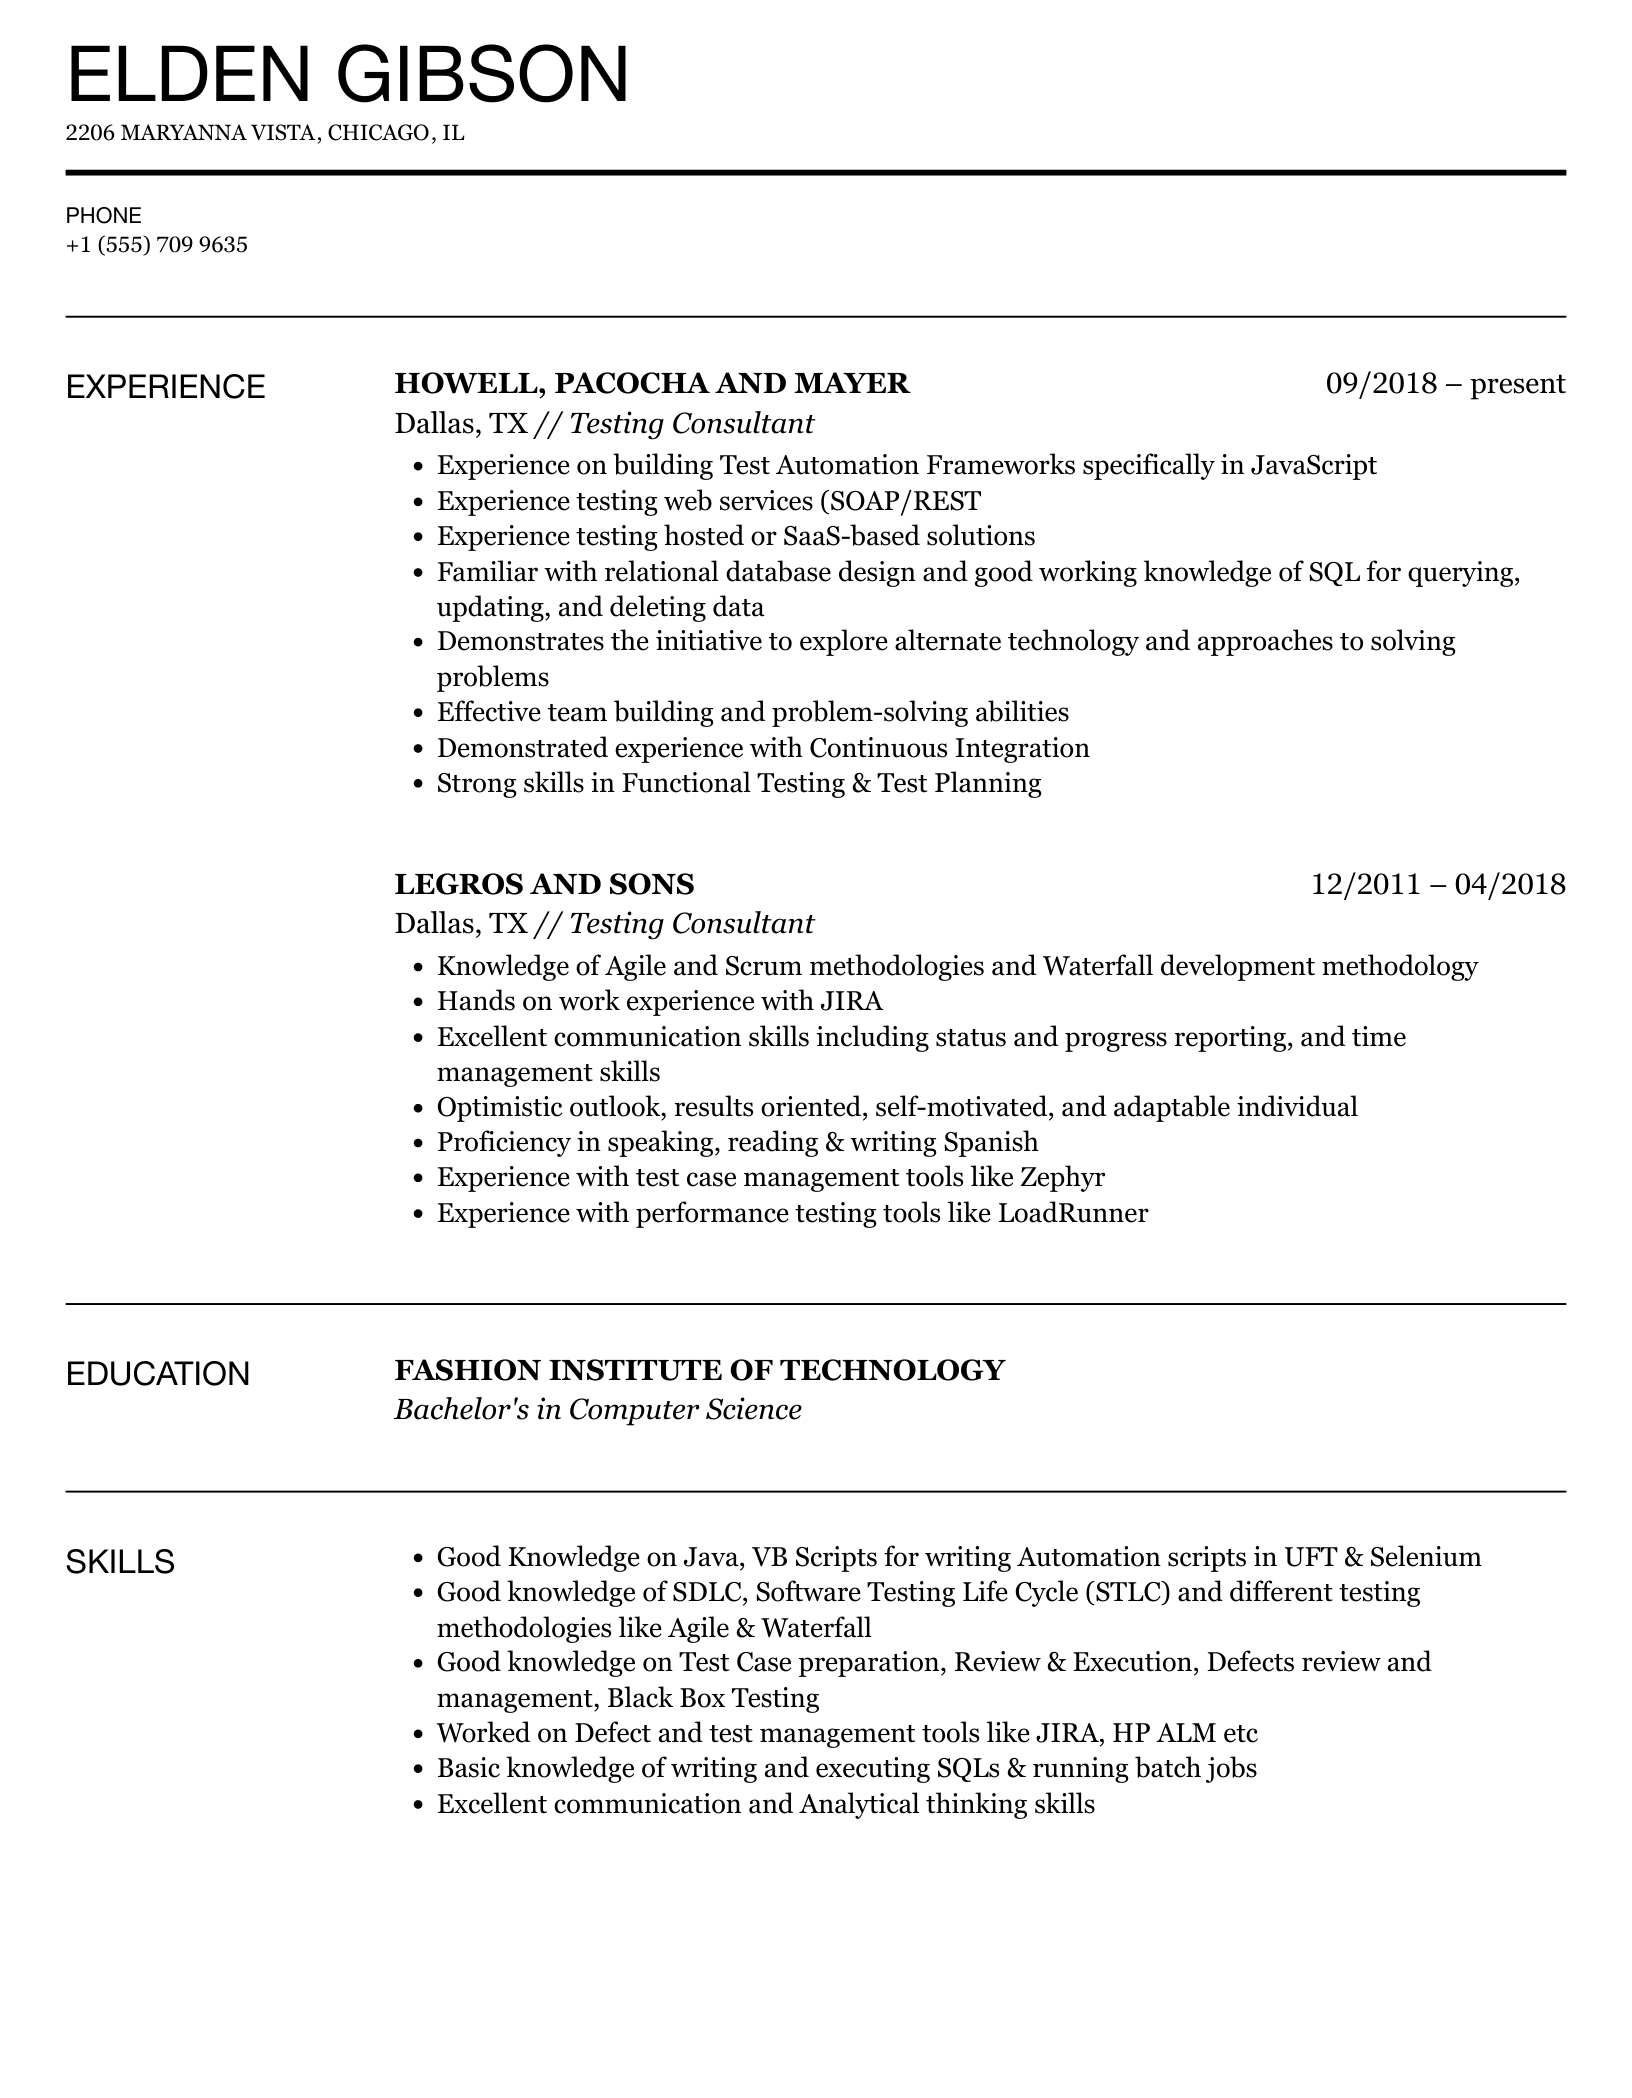 ELDEN GIBSON
2206 MARYANNA VISTA, CHICAGO, IL
PHONE
+1 (555) 709 9635
EXPERIENCE
HOWELL, PACOCHA AND MAYER 09/2018 – present
Dallas, TX // Testing Consultant
• Experience on building Test Automation Frameworks specifically in JavaScript
• Experience testing web services (SOAP/REST
• Experience testing hosted or SaaS-based solutions
• Familiar with relational database design and good working knowledge of SQL for querying,
updating, and deleting data
• Demonstrates the initiative to explore alternate technology and approaches to solving
problems
• Effective team building and problem-solving abilities
• Demonstrated experience with Continuous Integration
• Strong skills in Functional Testing & Test Planning
LEGROS AND SONS 12/2011 – 04/2018
Dallas, TX // Testing Consultant
• Knowledge of Agile and Scrum methodologies and Waterfall development methodology
• Hands on work experience with JIRA
• Excellent communication skills including status and progress reporting, and time
management skills
• Optimistic outlook, results oriented, self-motivated, and adaptable individual
• Proficiency in speaking, reading & writing Spanish
• Experience with test case management tools like Zephyr
• Experience with performance testing tools like LoadRunner
EDUCATION
FASHION INSTITUTE OF TECHNOLOGY
Bachelor's in Computer Science
SKILLS
• Good Knowledge on Java, VB Scripts for writing Automation scripts in UFT & Selenium
• Good knowledge of SDLC, Software Testing Life Cycle (STLC) and different testing
methodologies like Agile & Waterfall
• Good knowledge on Test Case preparation, Review & Execution, Defects review and
management, Black Box Testing
• Worked on Defect and test management tools like JIRA, HP ALM etc
• Basic knowledge of writing and executing SQLs & running batch jobs
• Excellent communication and Analytical thinking skills